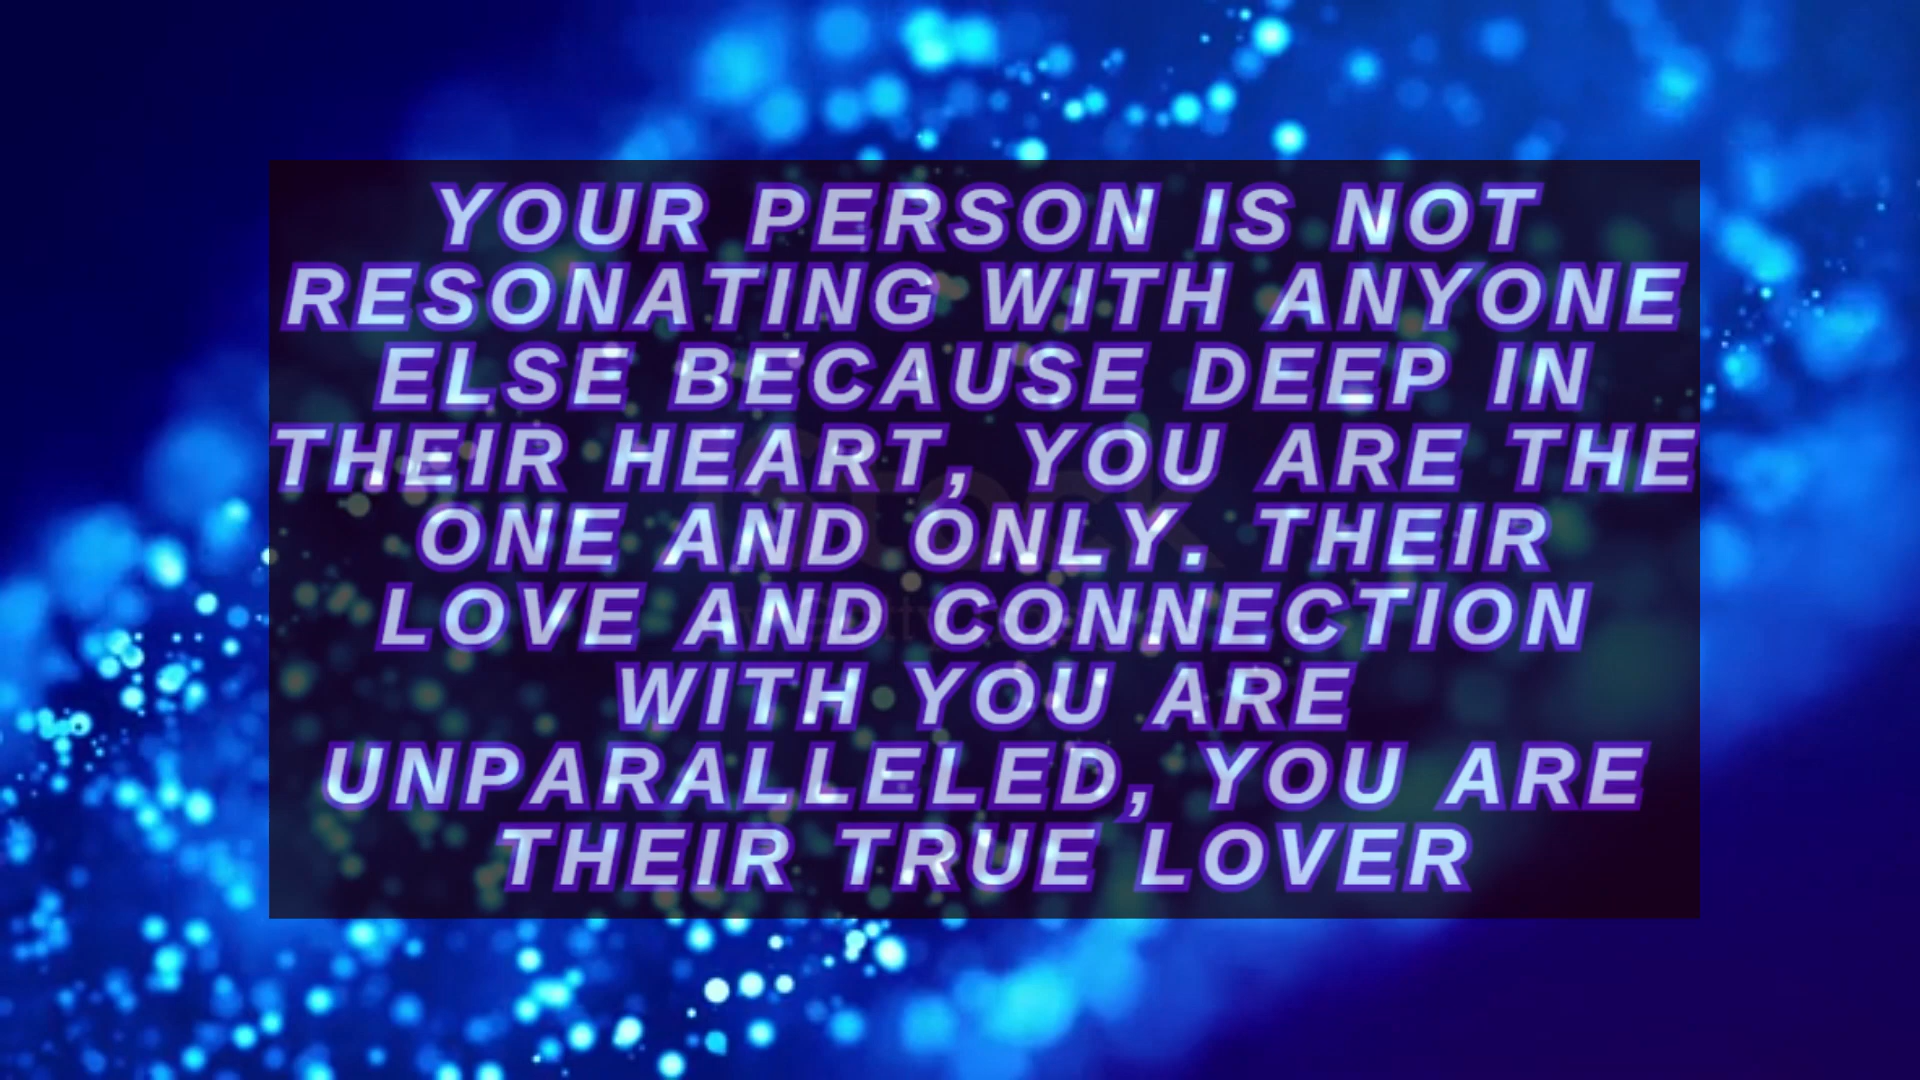 YOUR PERSON IS NOT
RESONATING WITH ANYONE
ELSE BECAUSE DEEP IN
THEIR HEART, YOU ARE THE
ONE AND ONLY. THEIR
LOVE AND CONNECTION
WITH YOU ARE
UNPARALLELED, YOU ARE
THEIR TRUE LOVER